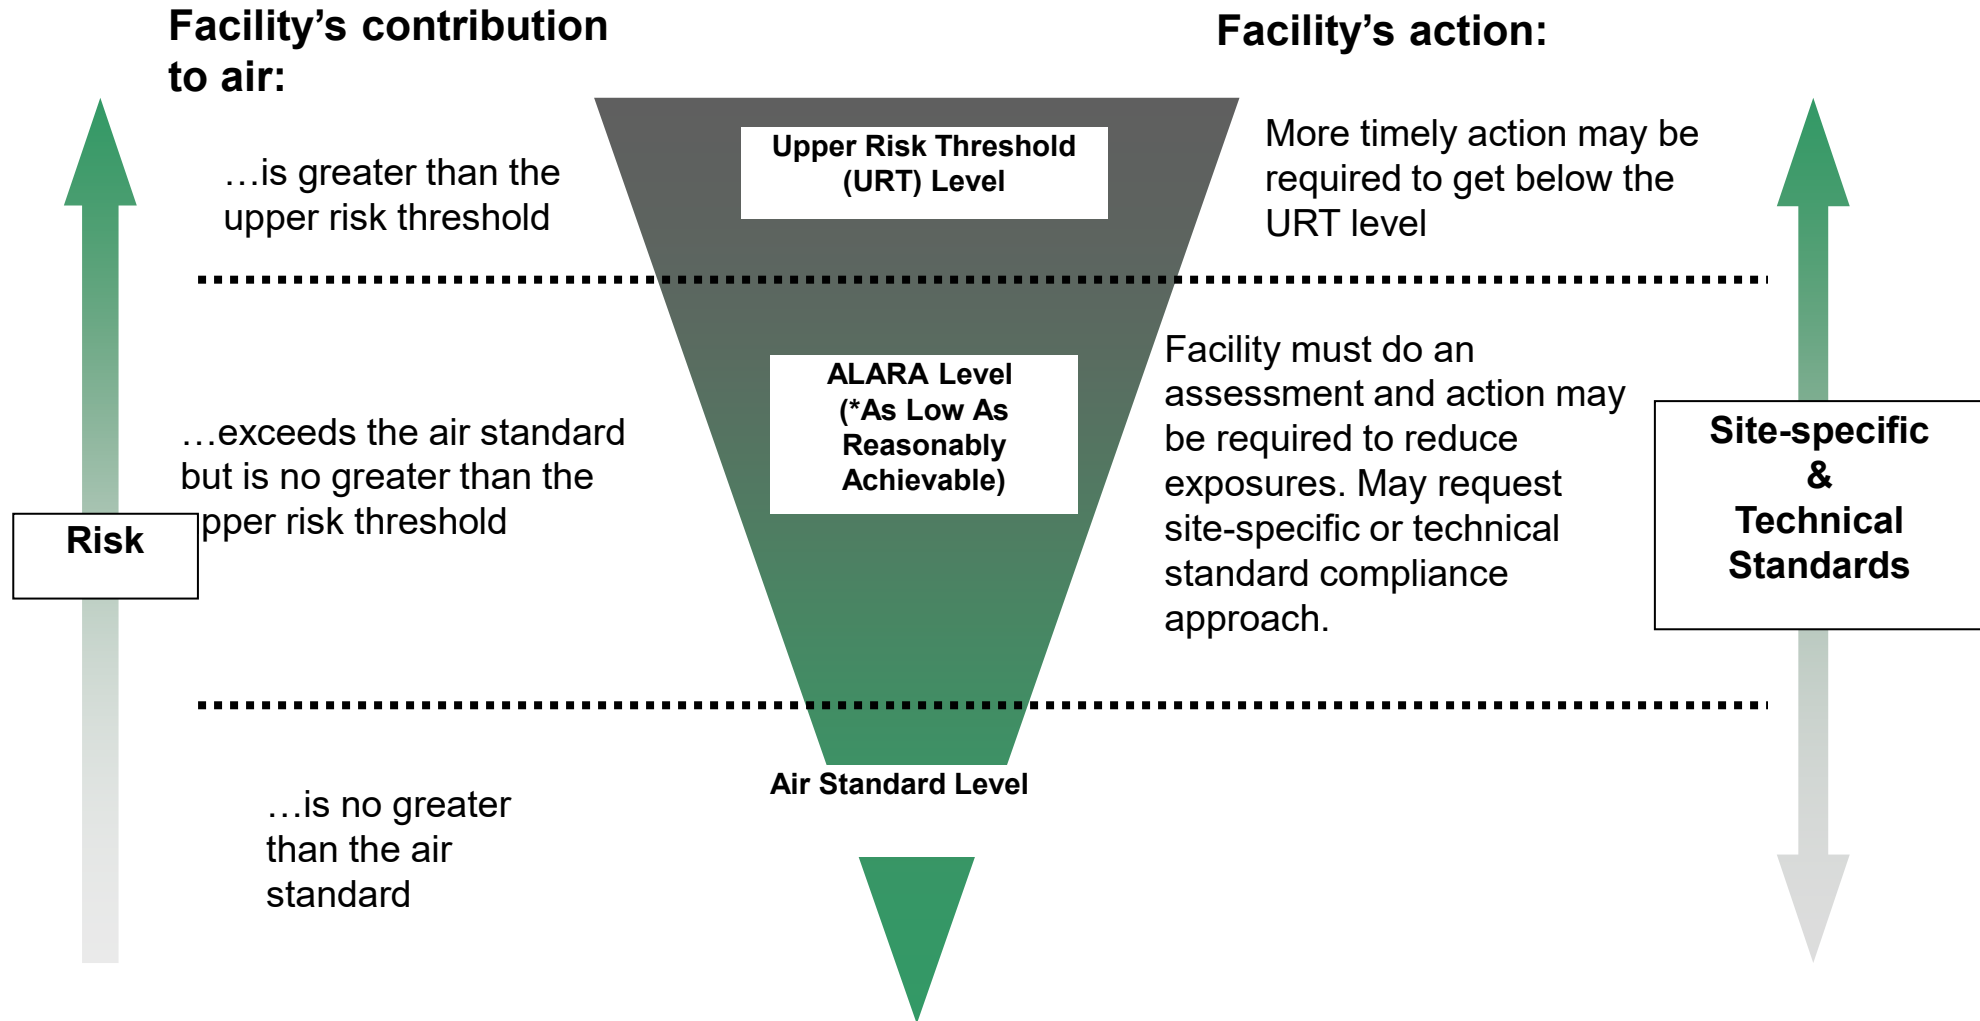 Facility’s contribution
to air:
Facility’s action:
…is greater than the
upper risk threshold
Upper Risk Threshold
(URT) Level
More timely action may be
required to get below the
URT level
…exceeds the air standard
but is no greater than the
upper risk threshold
ALARA Level
(*As Low As
Reasonably
Achievable)
Facility must do an
assessment and action may
be required to reduce
exposures. May request
site-specific or technical
standard compliance
approach.
Risk
Site-specific
&
Technical
Standards
Air Standard Level
…is no greater
than the air
standard